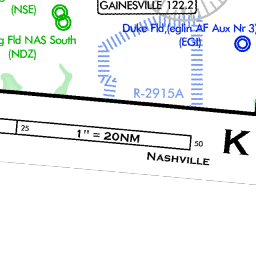 (NSE)
GAINESVILLE 122.2
Duke Fld,(eglin AF Aux Nr 3)
(EGI)
g Fld NAS South
(NDZ)
R-2915A
25
1" = 20NM
50
NASHVILLE
K